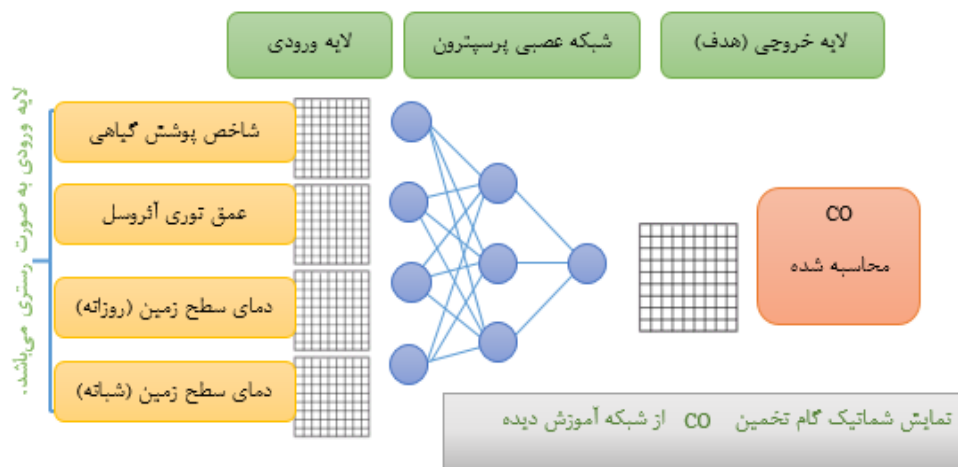 لایه خروجی (هدف)
شبکه عصبی پرسپترون
لایه ورودی
لایه ورودی به صورت رستری می‌باشد.
شاخص پوشش گیاهی
عمق توری آئروسل
دمای سطح زمین (روزانه)
دمای سطح زمین (شبانه)
CO
محاسبه شده
تمایش شماتیک گام تخمین CO از شبکه آموزش دیده